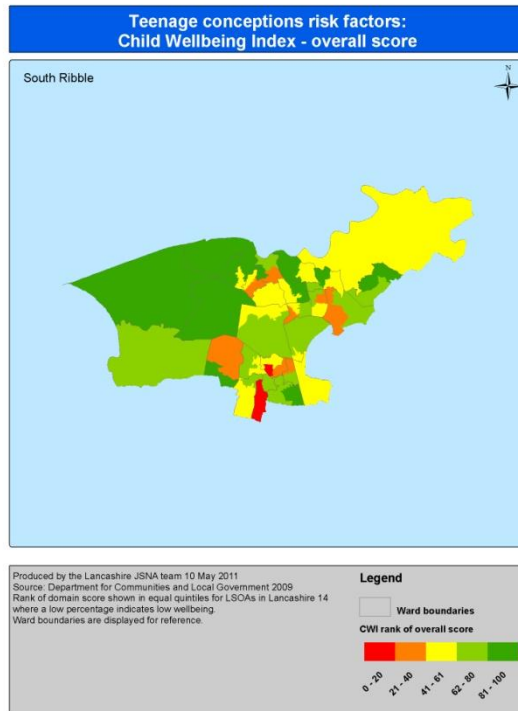 Teenage conceptions risk factors:
Child Wellbeing Index - overall score
South Ribble
N
Produced by the Lancashire JSNA team 10 May 2011
Source: Department for Communities and Local Government 2009
Rank of domain score shown in equal quintiles for LSOAs in Lancashire 14
where a low percentage indicates low wellbeing.
Ward boundaries are displayed for reference.
Legend
Ward boundaries
CWI rank of overall score
0 - 20
21 - 40
41 - 61
62 - 80
81 - 100